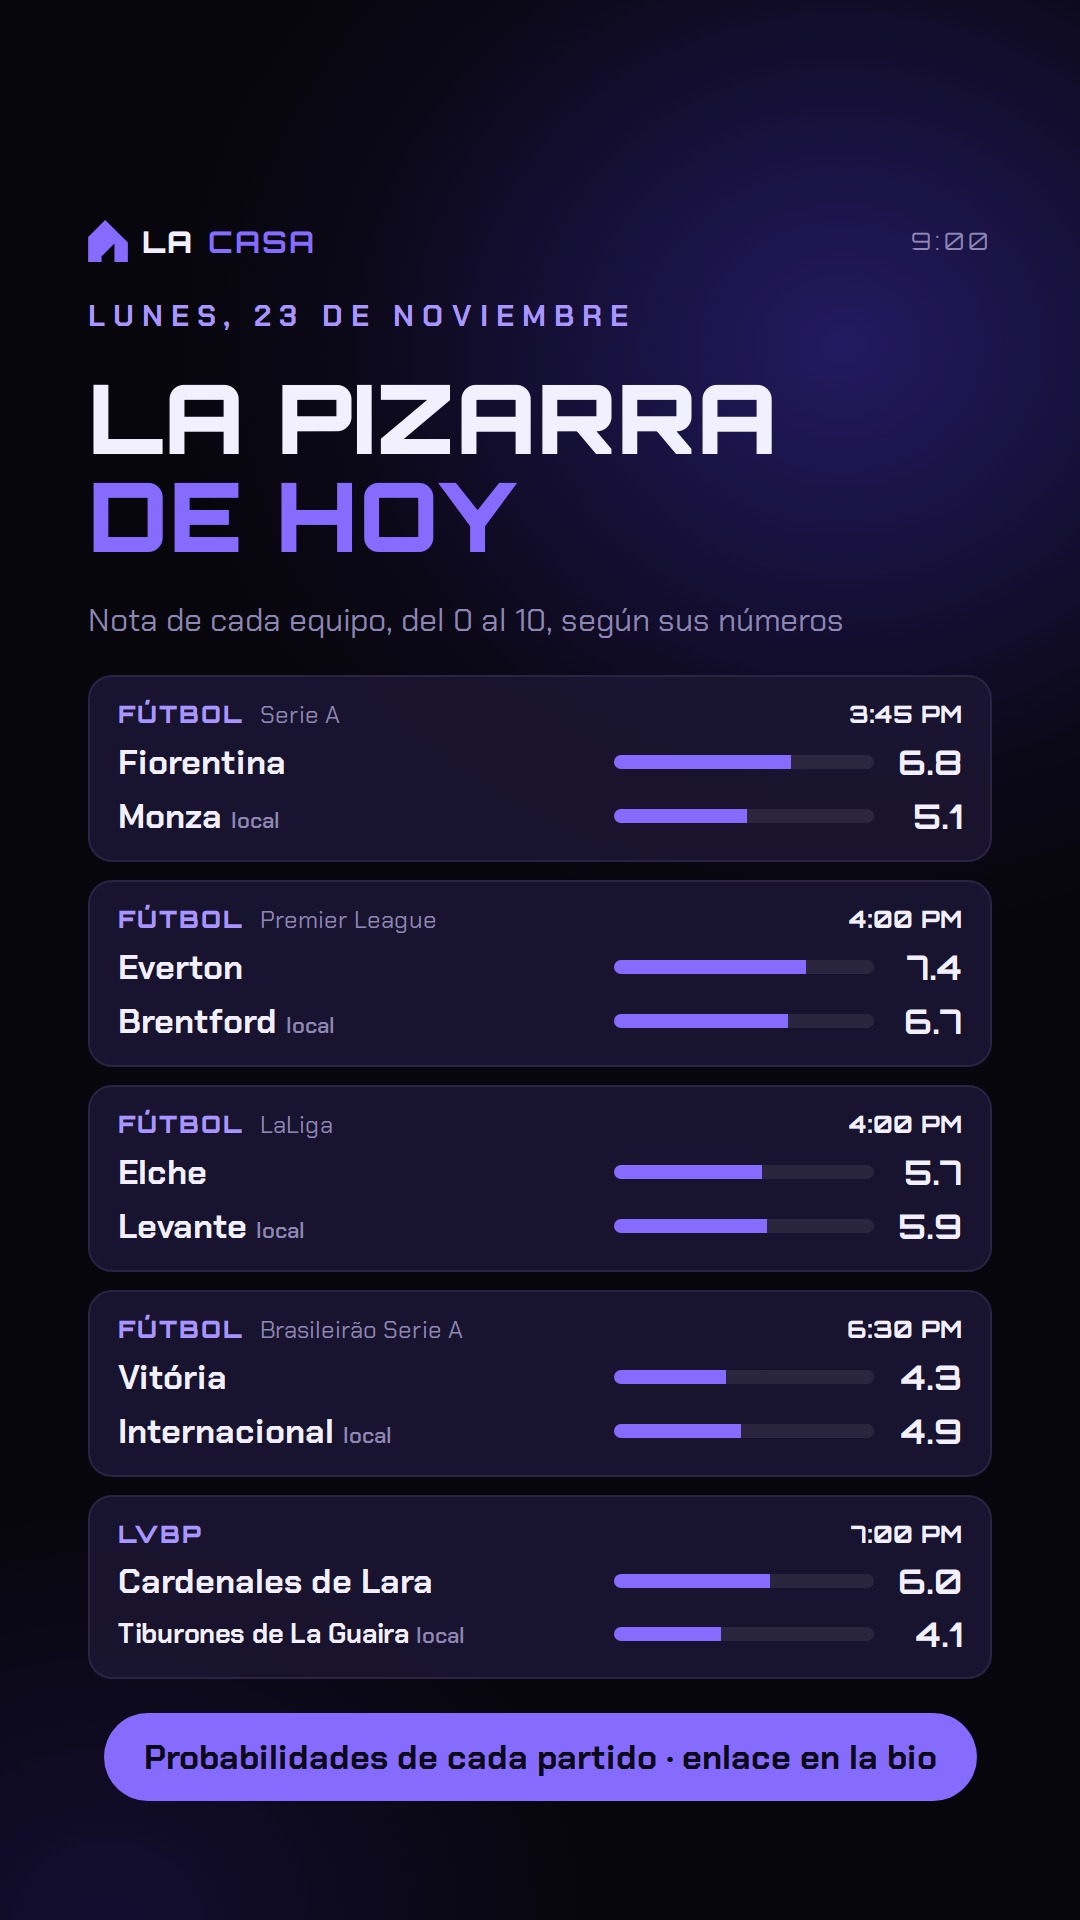 LA CASA
9:00
LUNES, 23 DE NOVIEMBRE
LA PIZARRA
DE HOY
Nota de cada equipo, del 0 al 10, según sus números
FÚTBOL Serie A 3:45 PM
Fiorentina 6.8
Monza local 5.1
FÚTBOL Premier League 4:00 PM
Everton 7.4
Brentford local 6.7
FÚTBOL LaLiga 4:00 PM
Elche 5.7
Levante local 5.9
FÚTBOL Brasileirão Serie A 6:30 PM
Vitória 4.3
Internacional local 4.9
LVBP 7:00 PM
Cardenales de Lara 6.0
Tiburones de La Guaira local 4.1
Probabilidades de cada partido · enlace en la bio